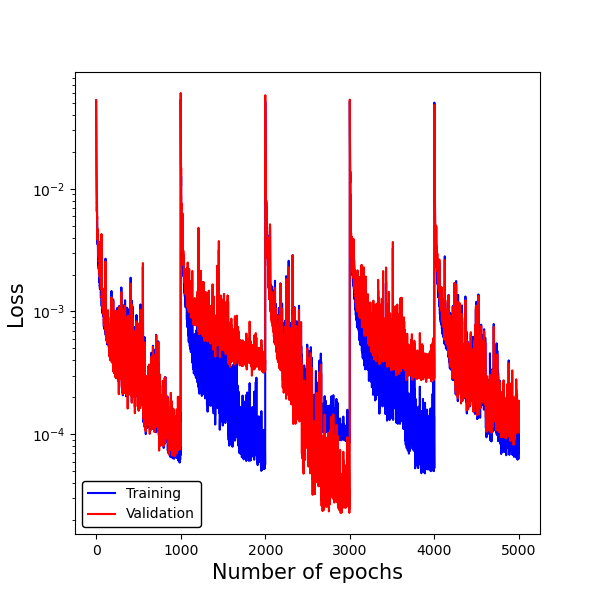 Loss
10⁻²
10⁻³
10⁻⁴
Training
Validation
0 1000 2000 3000 4000 5000
Number of epochs